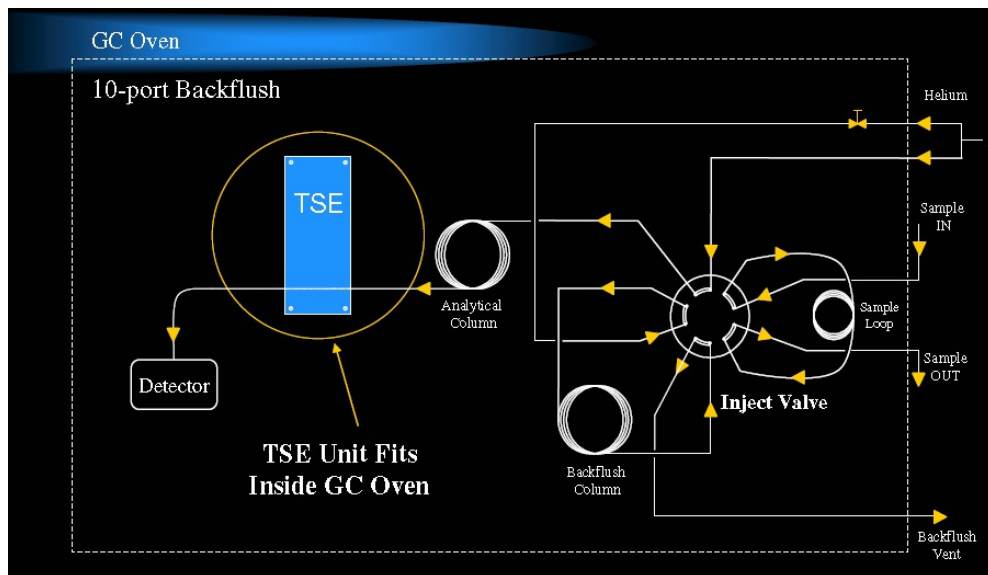 GC Oven
10-port Backflush
Helium
TSE
Sample
IN
Analytical
Column
Sample
Loop
Sample
OUT
Detector
Inject Valve
TSE Unit Fits
Inside GC Oven
Backflush
Column
Backflush
Vent